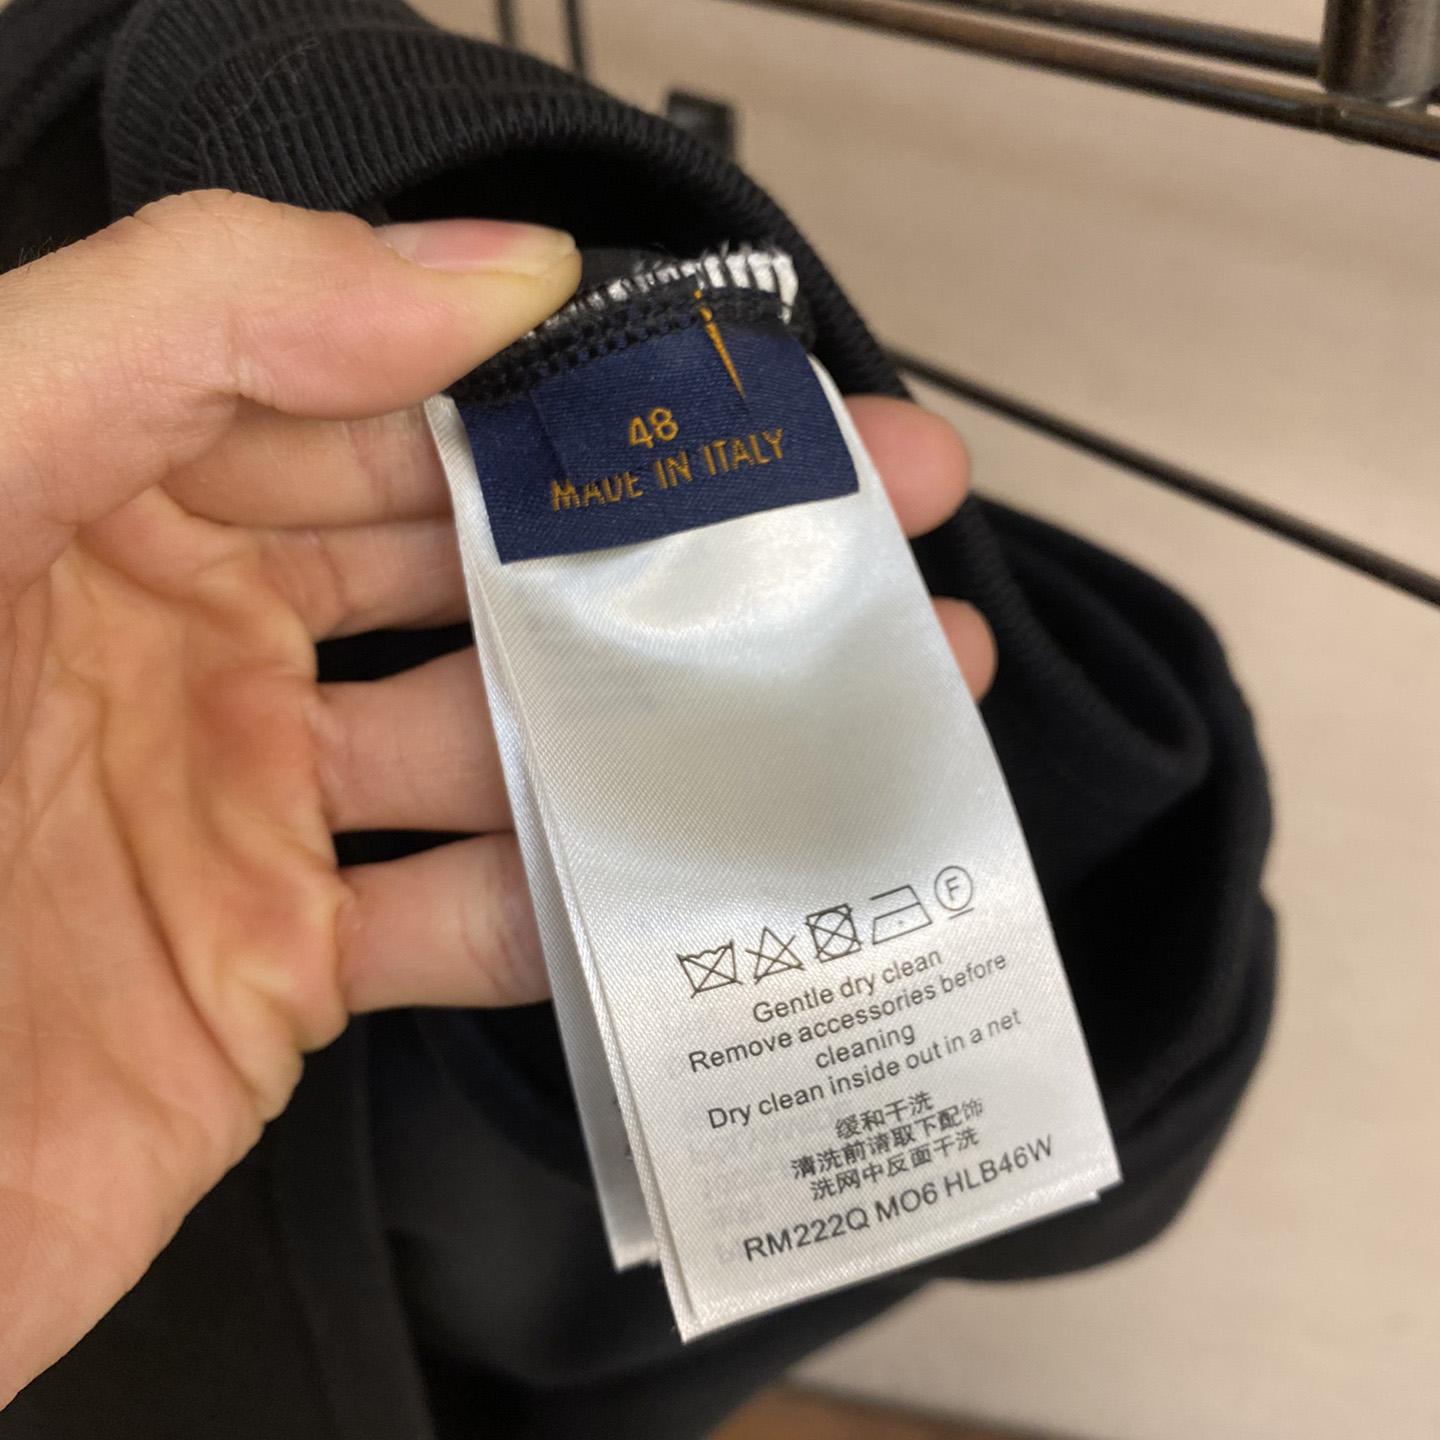 48
MADE IN ITALY
F
Gentle dry clean
Remove accessories before
cleaning
Dry clean inside out in a net
缓和干洗
清洗前请取下配饰
洗网中反面干洗
RM222Q MO6 HLB46W